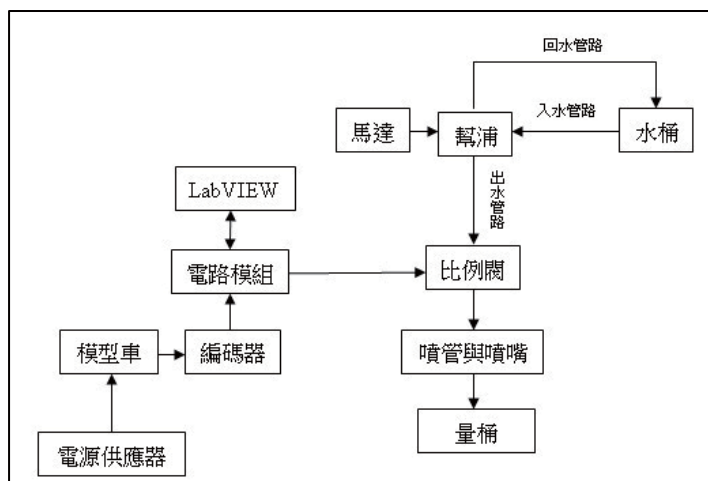 回水管路
馬達
幫浦
入水管路
水桶
出水管路
LabVIEW
電路模組
比例閥
模型車
編碼器
噴管與噴嘴
電源供應器
量桶